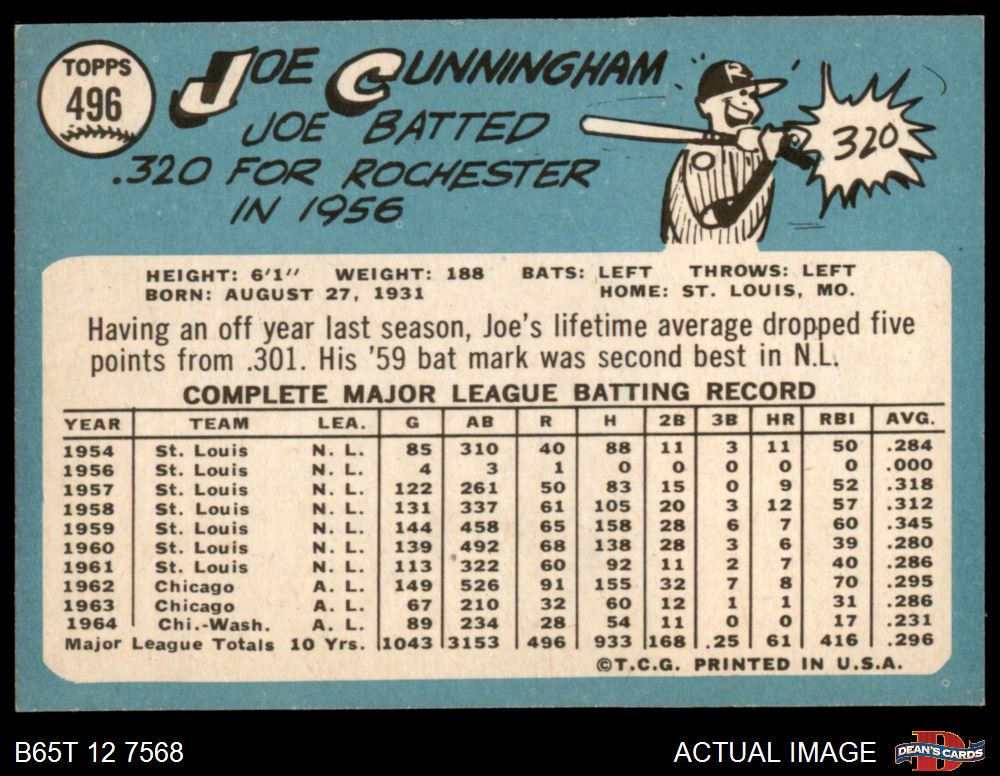 TOPPS
496
JOE CUNNINGHAM
JOE BATTED
.320 FOR ROCHESTER
IN 1956
R
320
HEIGHT: 6'1" WEIGHT: 188 BATS: LEFT THROWS: LEFT
BORN: AUGUST 27, 1931 HOME: ST. LOUIS, MO.
Having an off year last season, Joe's lifetime average dropped five
points from .301. His '59 bat mark was second best in N.L.
COMPLETE MAJOR LEAGUE BATTING RECORD
YEAR TEAM LEA. G AB R H 2B 3B HR RBI AVG.
1954 St. Louis N. L. 85 310 40 88 11 3 11 50 .284
1956 St. Louis N. L. 4 3 1 0 0 0 0 0 .000
1957 St. Louis N. L. 122 261 50 83 15 0 9 52 .318
1958 St. Louis N. L. 131 337 61 105 20 3 12 57 .312
1959 St. Louis N. L. 144 458 65 158 28 6 7 60 .345
1960 St. Louis N. L. 139 492 68 138 28 3 6 39 .280
1961 St. Louis N. L. 113 322 60 92 11 2 7 40 .286
1962 Chicago A. L. 149 526 91 155 32 7 8 70 .295
1963 Chicago A. L. 67 210 32 60 12 1 1 31 .286
1964 Chi.-Wash. A. L. 89 234 28 54 11 0 0 17 .231
Major League Totals 10 Yrs. 1043 3153 496 933 168 .25 61 416 .296
©T.C.G. PRINTED IN U.S.A.
B65T 12 7568 ACTUAL IMAGE DEAN'S CARDS